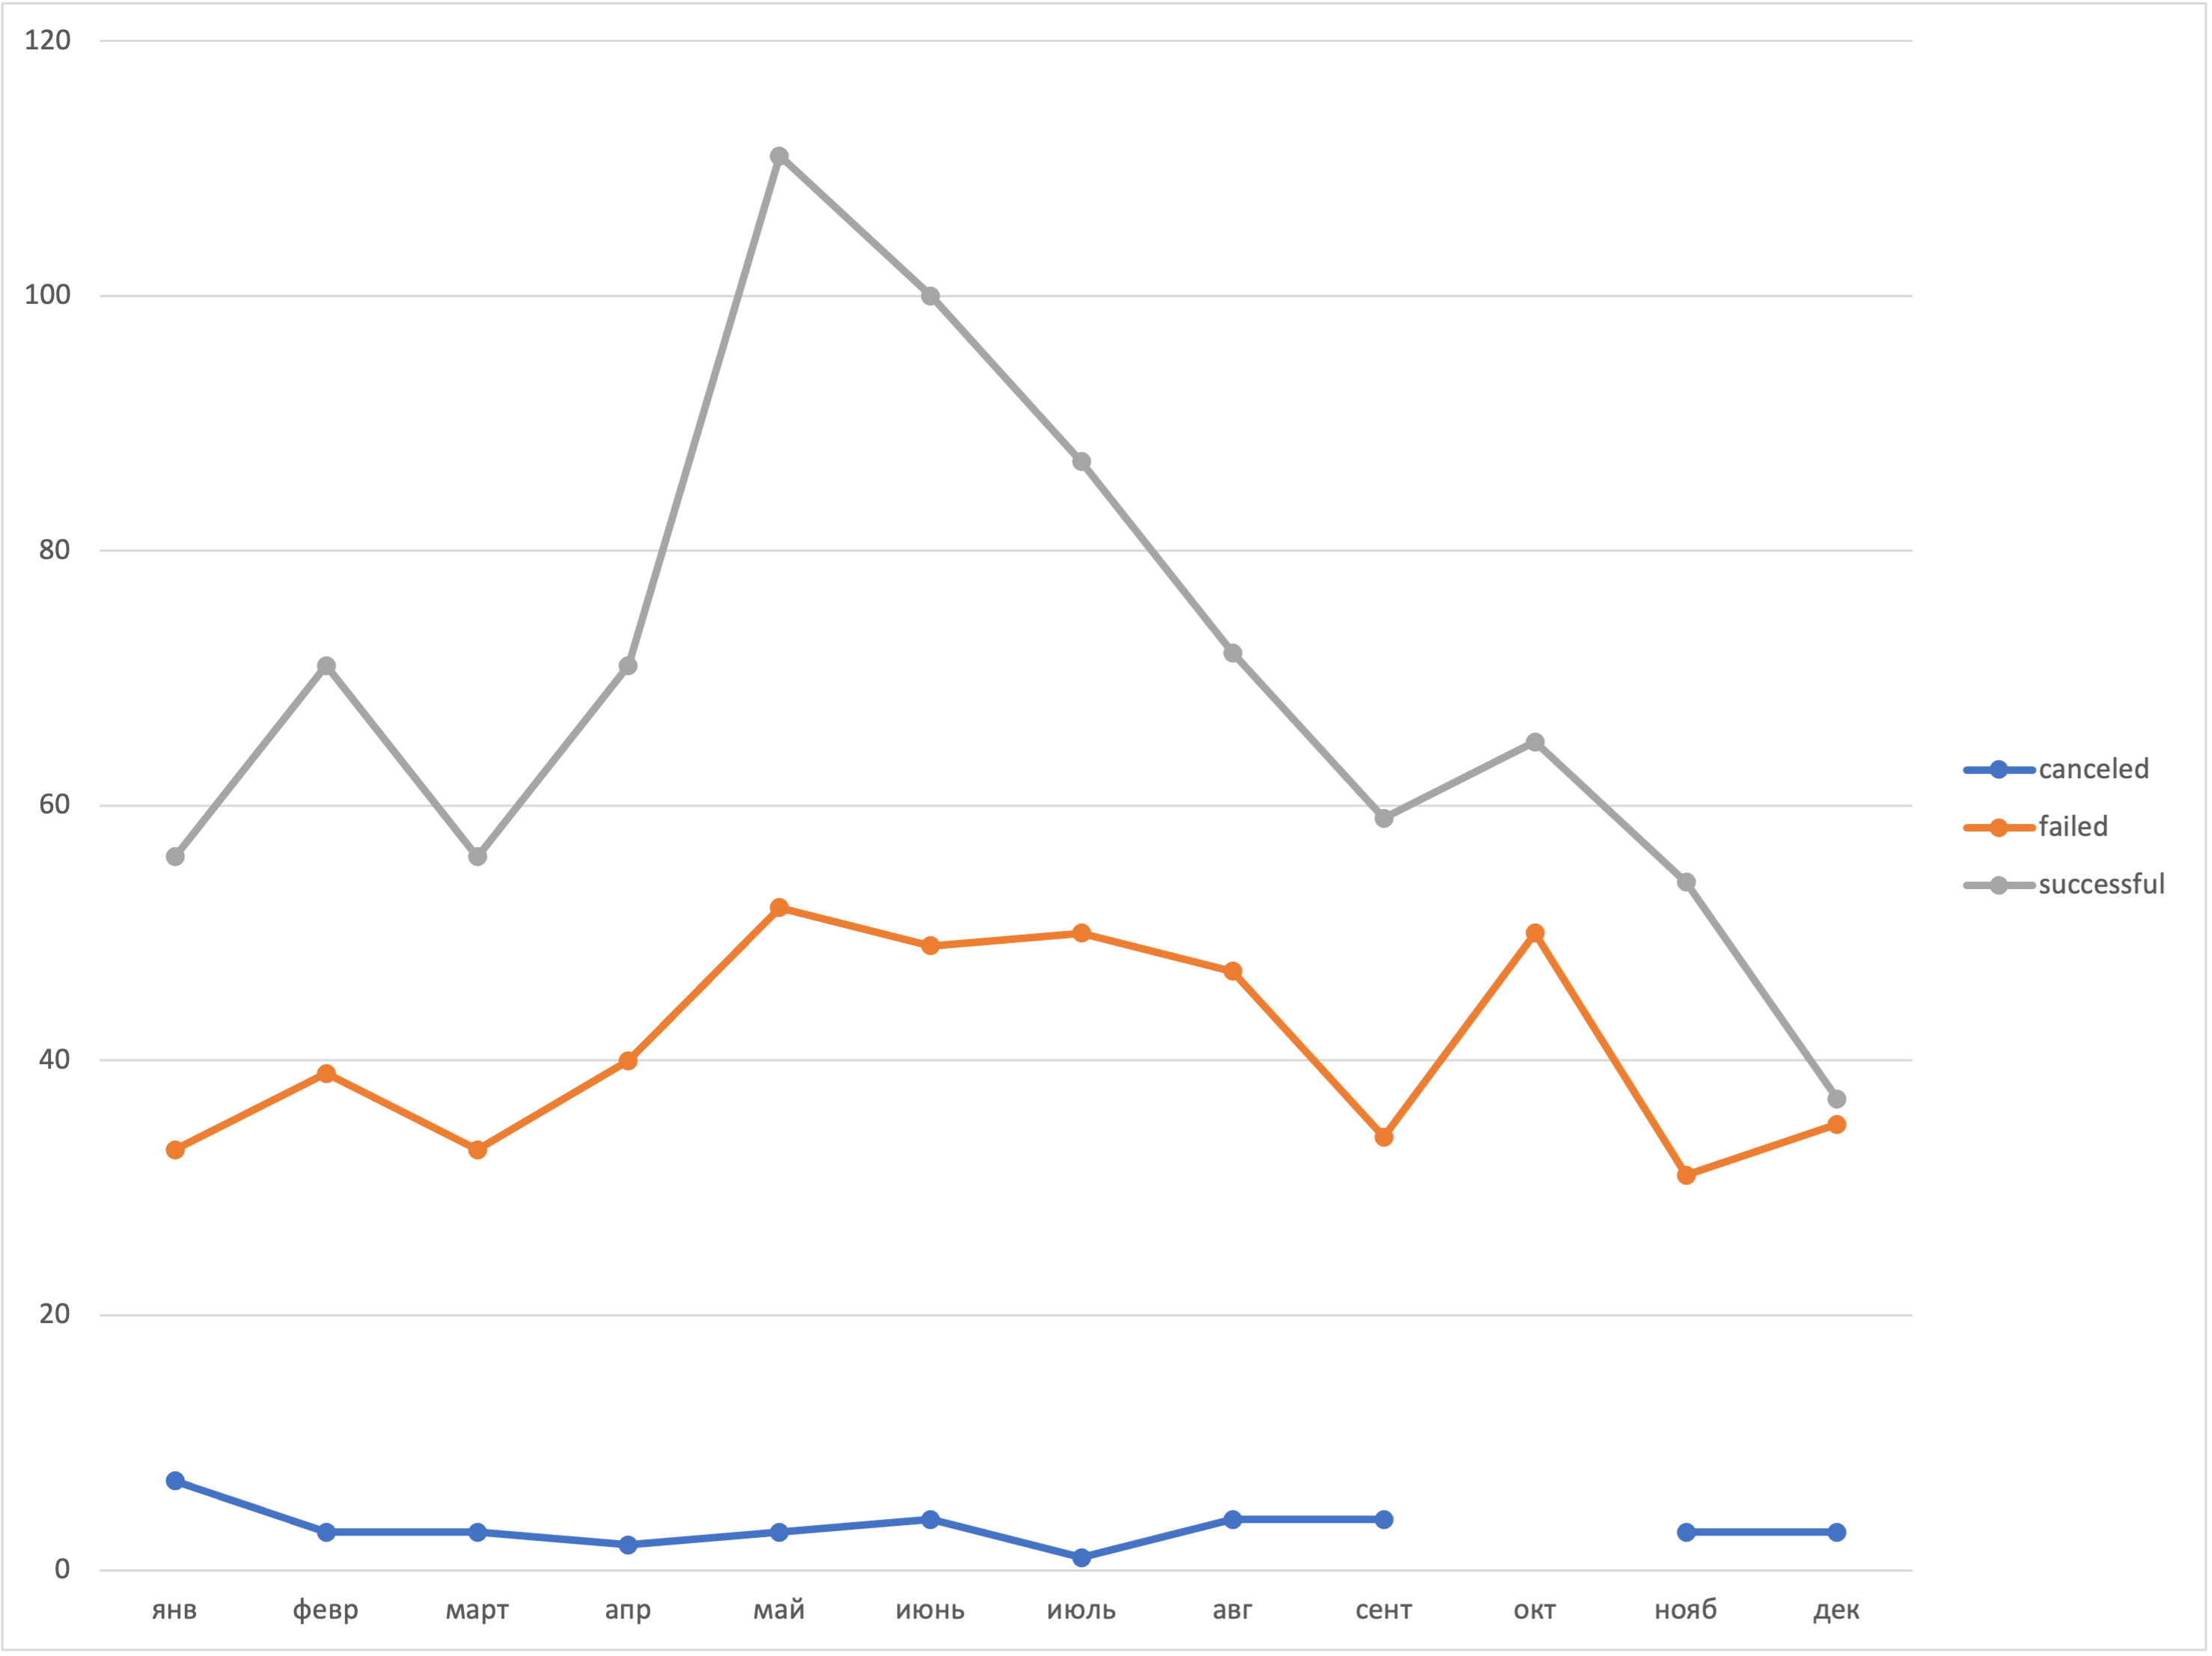 120
100
80
60
40
20
0
янв февр март апр май июнь июль авг сент окт нояб дек
canceled
failed
successful